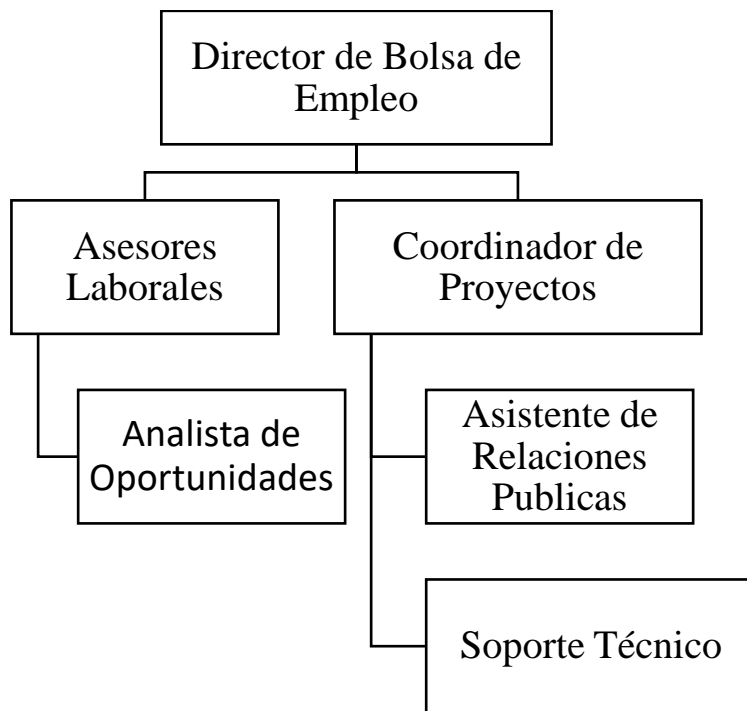 Director de Bolsa de
Empleo
Asesores
Laborales
Coordinador de
Proyectos
Analista de
Oportunidades
Asistente de
Relaciones
Publicas
Soporte Técnico